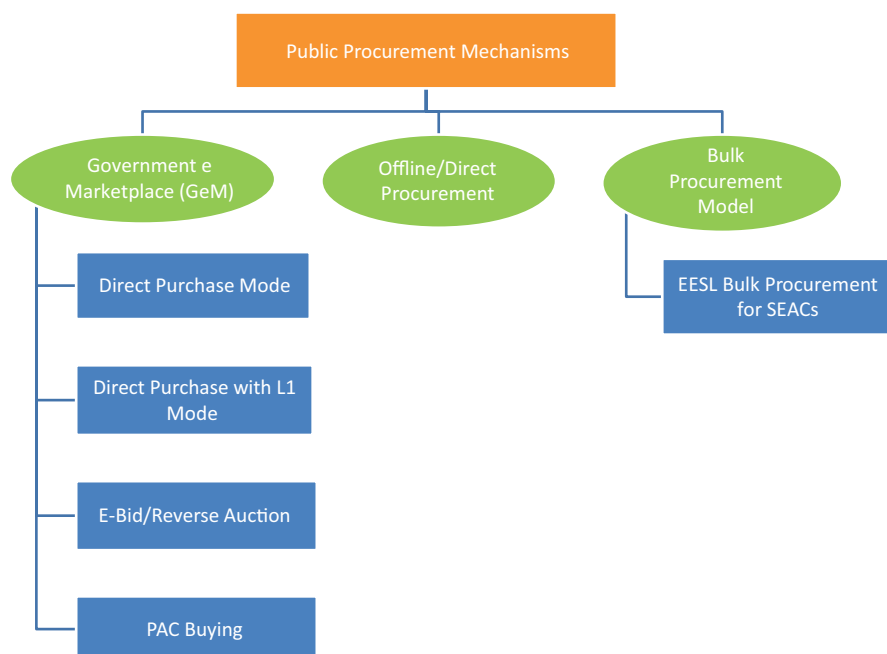 Public Procurement Mechanisms
Government e
Marketplace (GeM)
Offline/Direct
Procurement
Bulk
Procurement
Model
Direct Purchase Mode
EESL Bulk Procurement
for SEACs
Direct Purchase with L1
Mode
E-Bid/Reverse Auction
PAC Buying